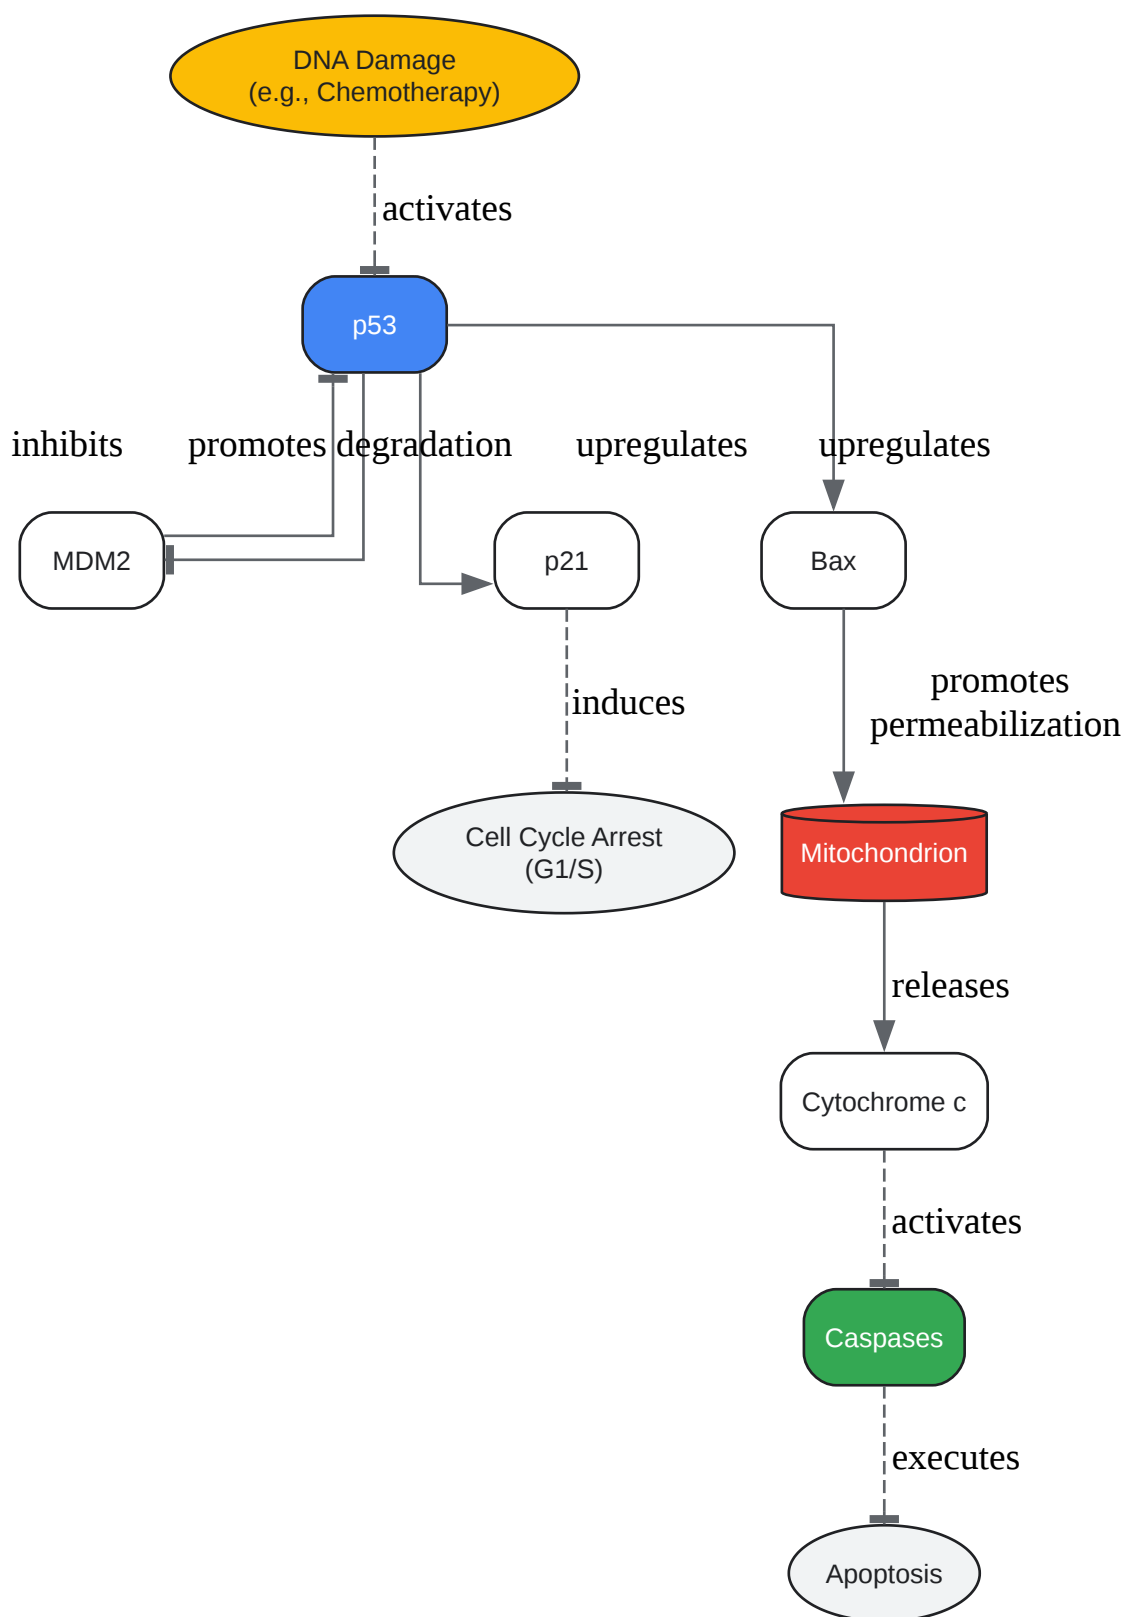 DNA Damage
(e.g., Chemotherapy)
activates
p53
inhibits
promotes degradation
upregulates
upregulates
MDM2
p21
Bax
induces
promotes
permeabilization
Cell Cycle Arrest
(G1/S)
Mitochondrion
releases
Cytochrome c
activates
Caspases
executes
Apoptosis